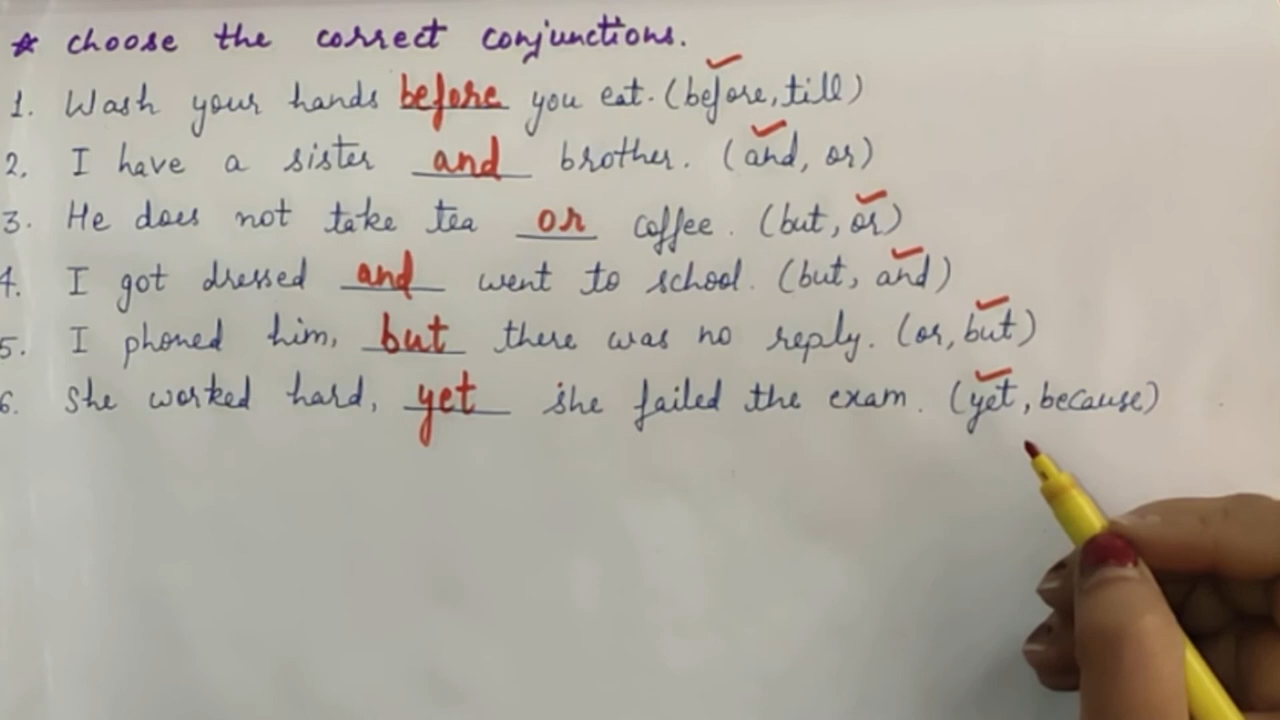 * choose the correct conjunctions.
1. Wash your hands before you eat. (before, till)
2. I have a sister and brother. (and, or)
3. He does not take tea or coffee. (but, or)
4. I got dressed and went to school. (but, and)
5. I phoned him, but there was no reply. (or, but)
6. She worked hard, yet she failed the exam. (yet, because)